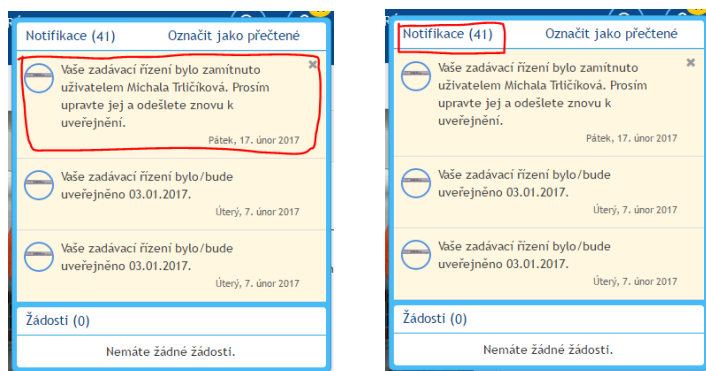 Notifikace (41) Označit jako přečtené
Vaše zadávací řízení bylo zamítnuto
uživatelem Michala Trličíková. Prosím
upravte jej a odešlete znovu k
uveřejnění.
Pátek, 17. únor 2017
Vaše zadávací řízení bylo/bude
uveřejněno 03.01.2017.
Úterý, 7. únor 2017
Vaše zadávací řízení bylo/bude
uveřejněno 03.01.2017.
Úterý, 7. únor 2017
Žádosti (0)
Nemáte žádné žádosti.
Notifikace (41) Označit jako přečtené
Vaše zadávací řízení bylo zamítnuto
uživatelem Michala Trličíková. Prosím
upravte jej a odešlete znovu k
uveřejnění.
Pátek, 17. únor 2017
Vaše zadávací řízení bylo/bude
uveřejněno 03.01.2017.
Úterý, 7. únor 2017
Vaše zadávací řízení bylo/bude
uveřejněno 03.01.2017.
Úterý, 7. únor 2017
Žádosti (0)
Nemáte žádné žádosti.